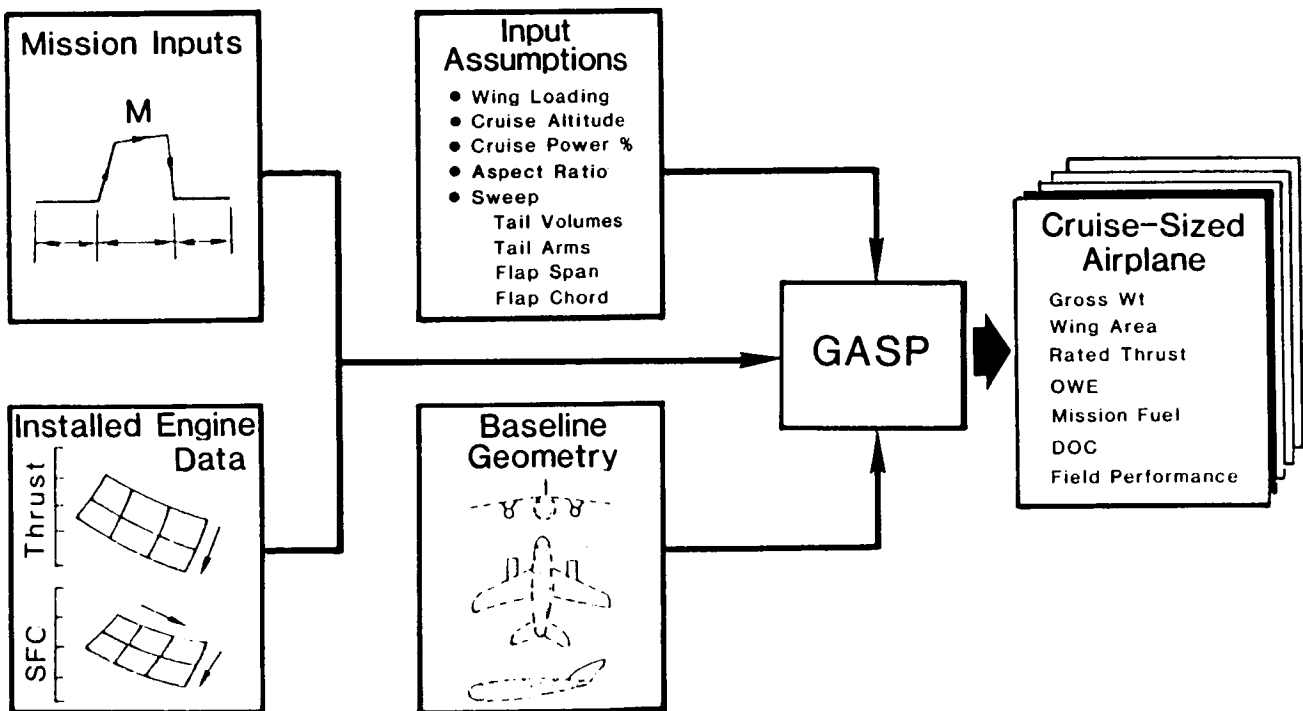 Mission Inputs
M
Input
Assumptions
● Wing Loading
● Cruise Altitude
● Cruise Power %
● Aspect Ratio
● Sweep
Tail Volumes
Tail Arms
Flap Span
Flap Chord
Installed Engine
Data
Thrust
SFC
Baseline
Geometry
GASP
Cruise-Sized
Airplane
Gross Wt
Wing Area
Rated Thrust
OWE
Mission Fuel
DOC
Field Performance